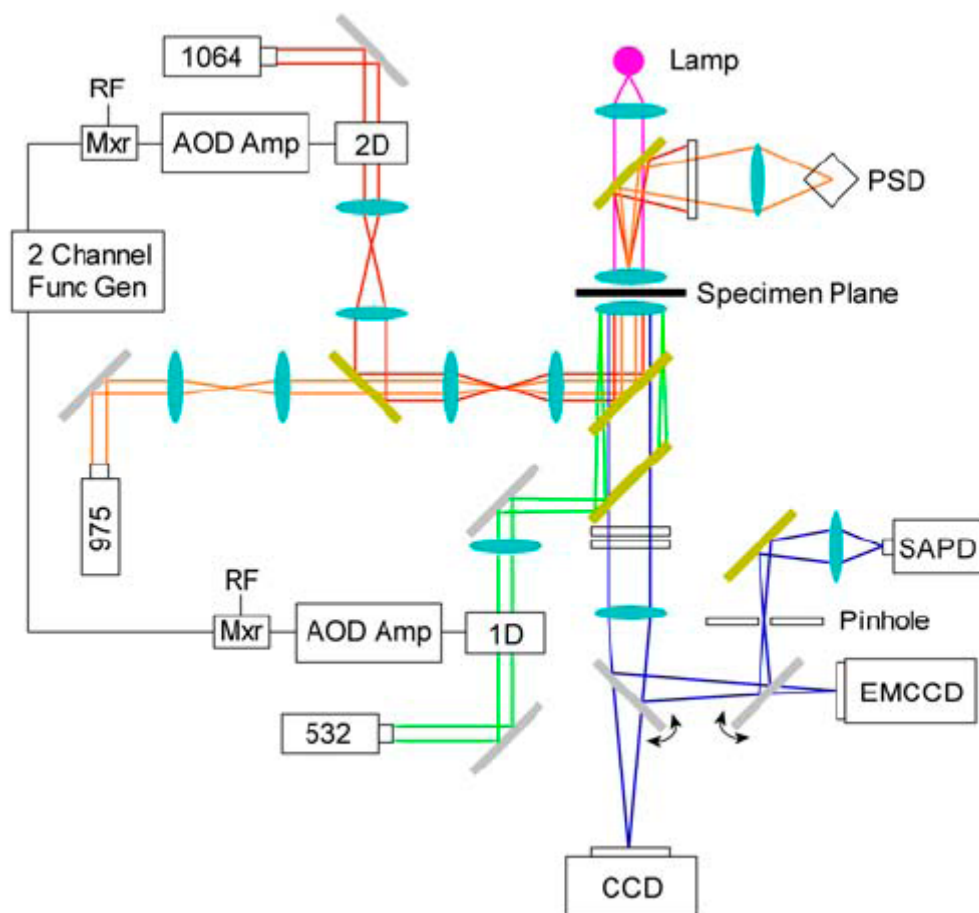 1064
Lamp
RF
Mxr
AOD Amp
2D
PSD
2 Channel
Func Gen
Specimen Plane
975
RF
Mxr
AOD Amp
1D
SAPD
Pinhole
EMCCD
532
CCD